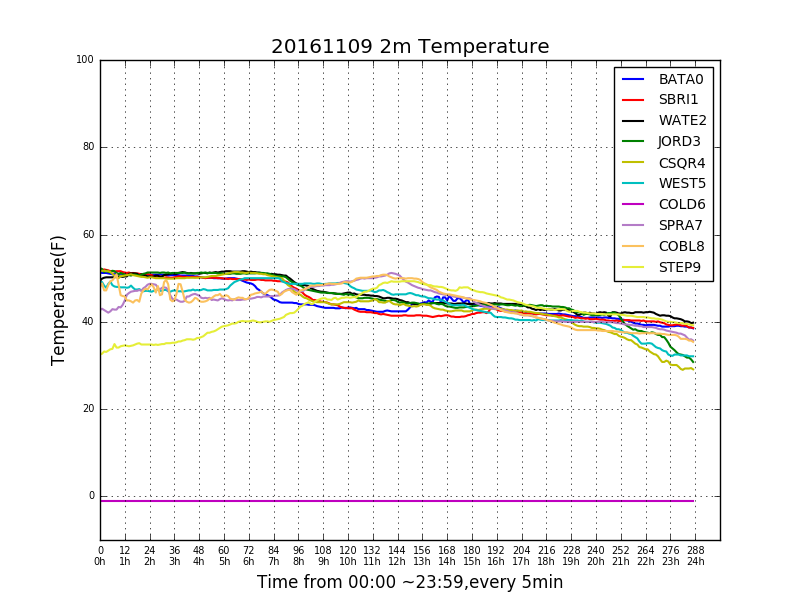 20161109 2m Temperature
100
80
60
40
20
0
Temperature(F)
BATA0
SBRI1
WATE2
JORD3
CSQR4
WEST5
COLD6
SPRA7
COBL8
STEP9
0 12 24 36 48 60 72 84 96 108 120 132 144 156 168 180 192 204 216 228 240 252 264 276 288
0h 1h 2h 3h 4h 5h 6h 7h 8h 9h 10h 11h 12h 13h 14h 15h 16h 17h 18h 19h 20h 21h 22h 23h 24h
Time from 00:00 ~23:59,every 5min